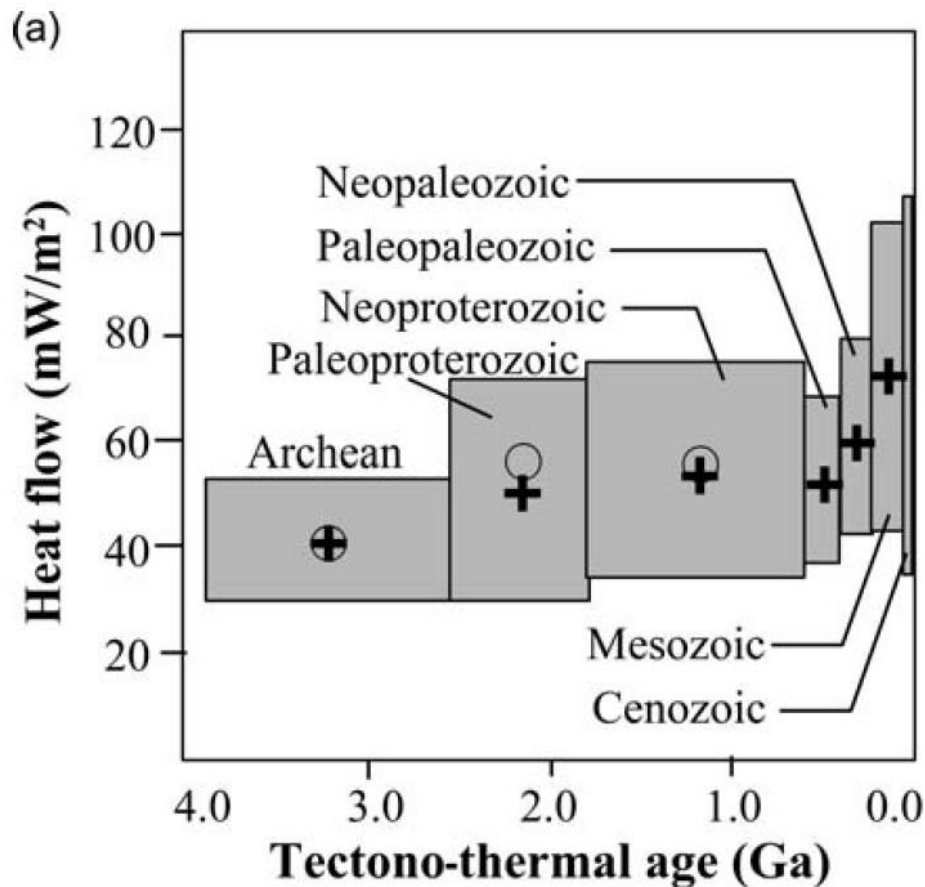 (a)
Heat flow (mW/m²)
120
100
80
60
40
20
Neopaleozoic
Paleopaleozoic
Neoproterozoic
Paleoproterozoic
Archean
Mesozoic
Cenozoic
4.0 3.0 2.0 1.0 0.0
Tectono-thermal age (Ga)